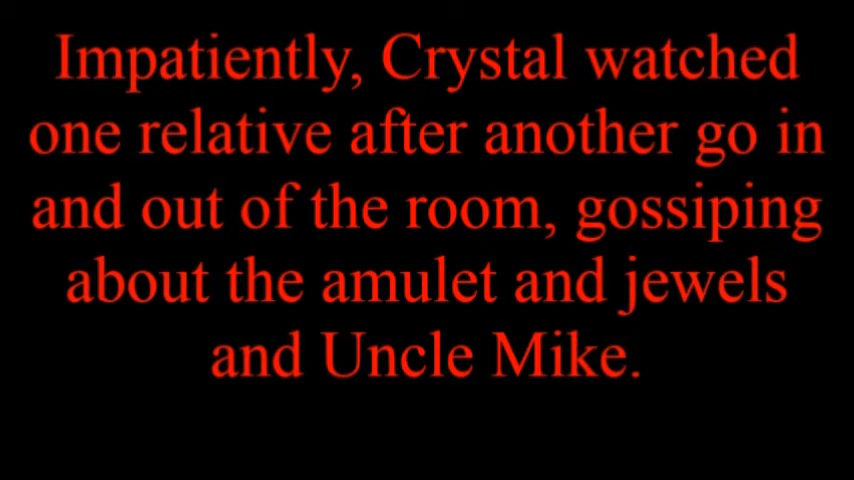 Impatiently, Crystal watched
one relative after another go in
and out of the room, gossiping
about the amulet and jewels
and Uncle Mike.